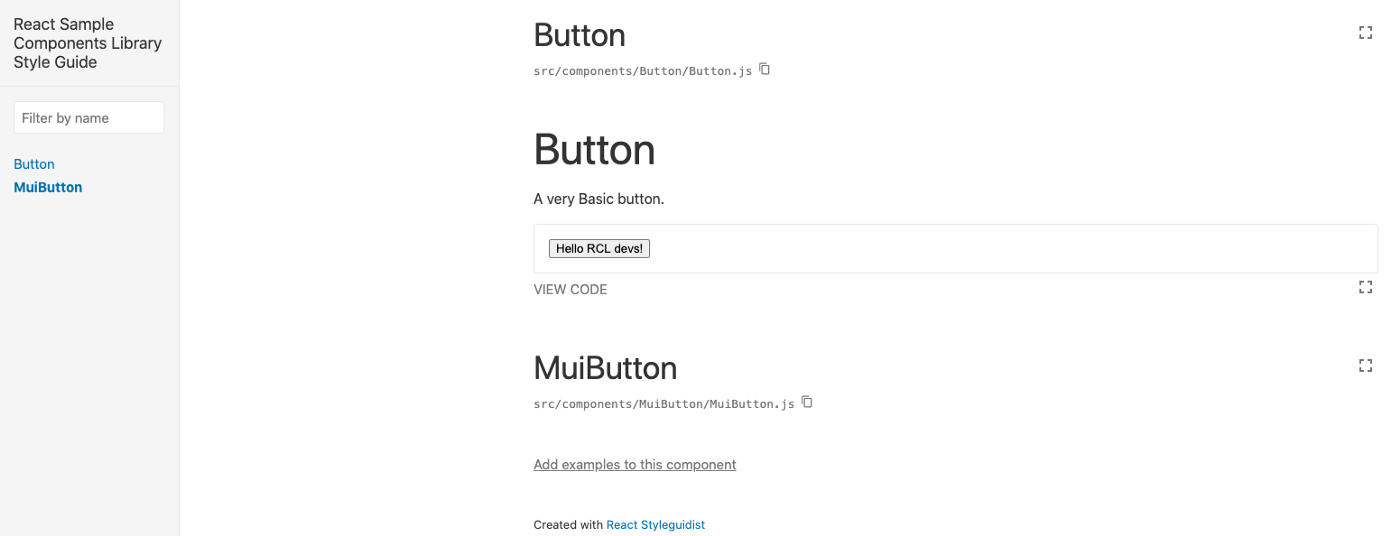 React Sample
Components Library
Style Guide
Filter by name
Button
MuiButton
Button
src/components/Button/Button.js
Button
A very Basic button.
Hello RCL devs!
VIEW CODE
MuiButton
src/components/MuiButton/MuiButton.js
Add examples to this component
Created with React Styleguidist